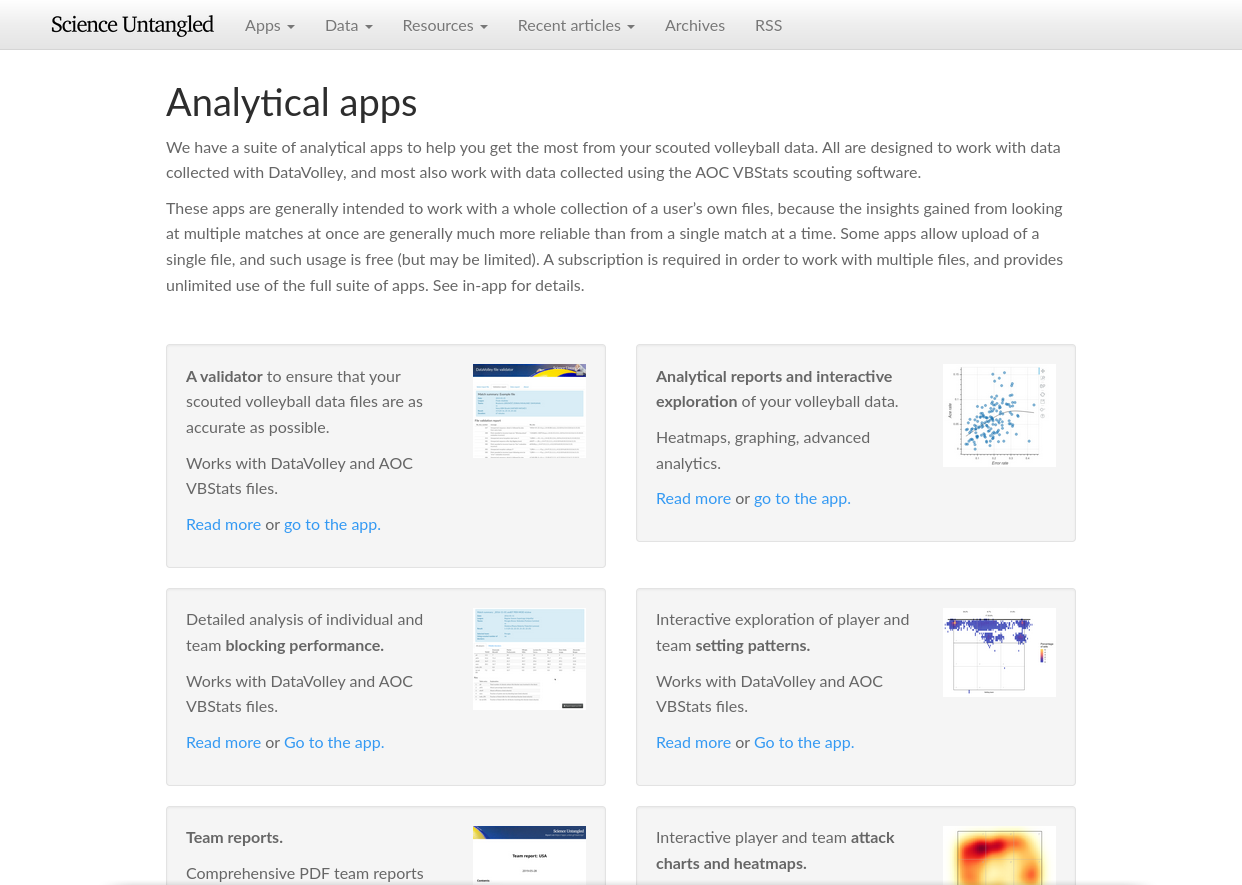 Science Untangled Apps Data Resources Recent articles Archives RSS
Analytical apps
We have a suite of analytical apps to help you get the most from your scouted volleyball data. All are designed to work with data
collected with DataVolley, and most also work with data collected using the AOC VBStats scouting software.
These apps are generally intended to work with a whole collection of a user’s own files, because the insights gained from looking
at multiple matches at once are generally much more reliable than from a single match at a time. Some apps allow upload of a
single file, and such usage is free (but may be limited). A subscription is required in order to work with multiple files, and provides
unlimited use of the full suite of apps. See in-app for details.
A validator to ensure that your
scouted volleyball data files are as
accurate as possible.
Works with DataVolley and AOC
VBStats files.
Read more or go to the app.
DataVolley file validator
Analytical reports and interactive
exploration of your volleyball data.
Heatmaps, graphing, advanced
analytics.
Read more or go to the app.
Error rate
Detailed analysis of individual and
team blocking performance.
Works with DataVolley and AOC
VBStats files.
Read more or Go to the app.
Interactive exploration of player and
team setting patterns.
Works with DataVolley and AOC
VBStats files.
Read more or Go to the app.
Team reports.
Comprehensive PDF team reports
Science Untangled
Team report: USA
Interactive player and team attack
charts and heatmaps.